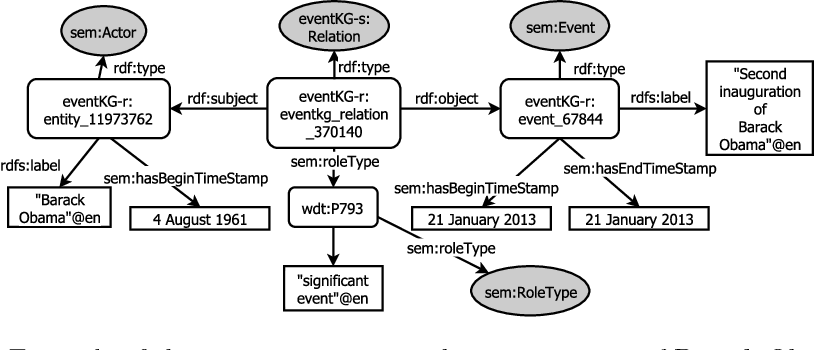 sem:Actor
eventKG-s:
Relation
sem:Event
rdf:type
rdf:type
rdf:type
eventKG-r:
entity_11973762
rdf:subject
eventKG-r:
eventkg_relation
_370140
rdf:object
eventKG-r:
event_67844
rdfs:label
"Second
inauguration
of
Barack
Obama"@en
rdfs:label
sem:hasBeginTimeStamp
sem:roleType
sem:hasBeginTimeStamp
sem:hasEndTimeStamp
"Barack
Obama"@en
4 August 1961
wdt:P793
21 January 2013
21 January 2013
sem:roleType
"significant
event"@en
sem:RoleType